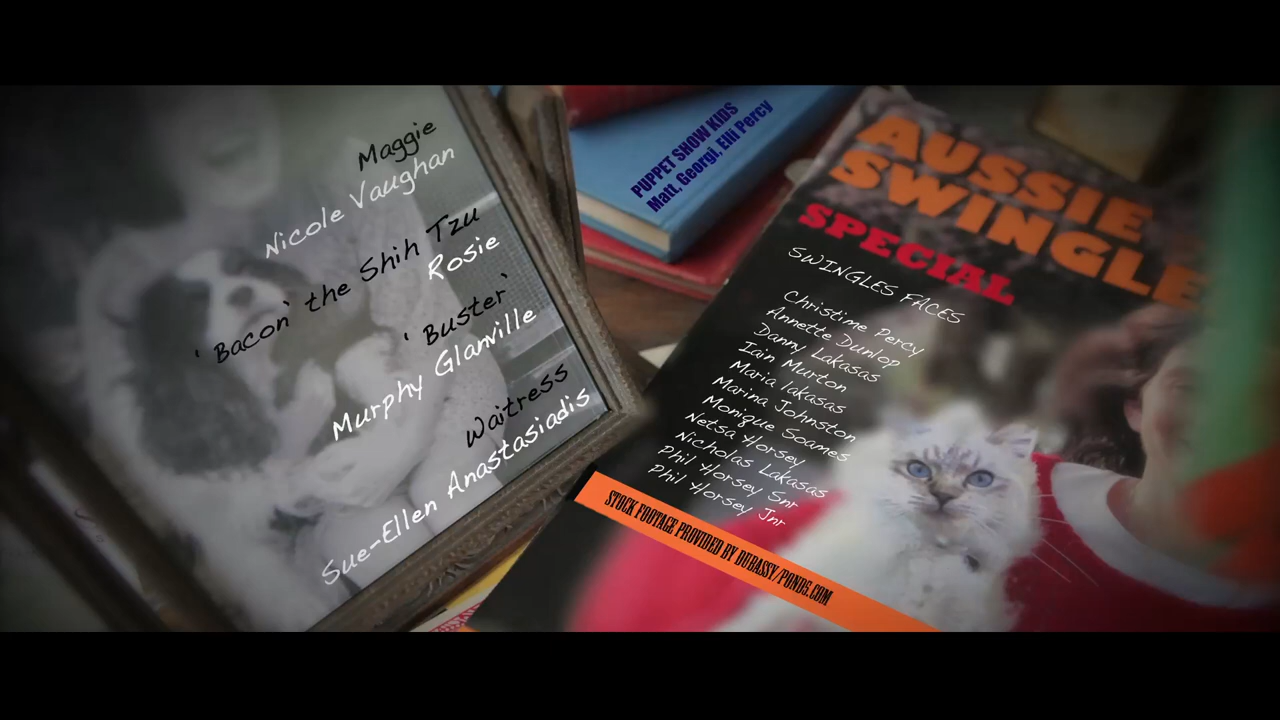 Maggie
Nicole Vaughan
'Bacon' the Shih Tzu
Rosie
'Buster'
Murphy Glanville
Waitress
Sue-Ellen Anastasiadis
PUPPET SHOW KIDS
Matt, Georgi, Elli Percy
AUSSIE
SWINGLE
SPECIAL
SWINGLES FACES
Christime Percy
Annette Dunlop
Danny Lakasas
Iain Murton
Maria lakasas
Marina Johnston
Monique Soames
Netsa Horsey
Nicholas Lakasas
Phil Horsey Snr
Phil Horsey Jnr
STOCK FOOTAGE PROVIDED BY DUBASSY/POND5.COM